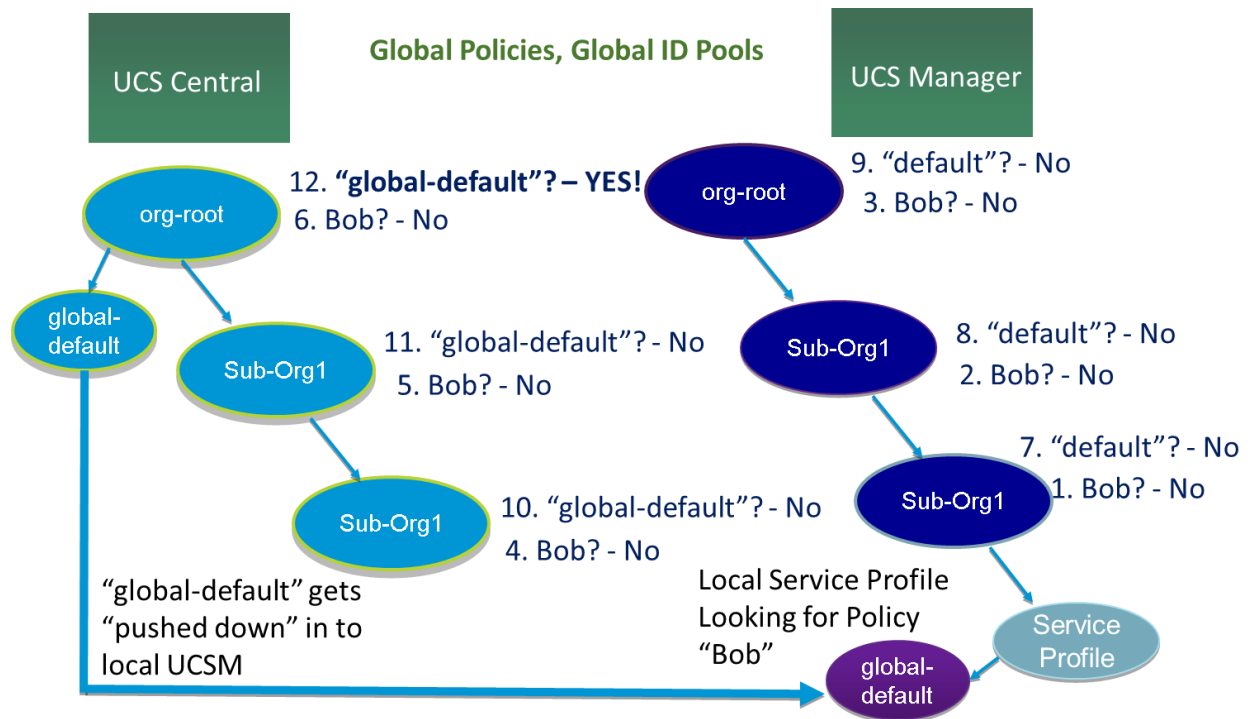 Global Policies, Global ID Pools
UCS Central
UCS Manager
org-root
12. “global-default”? – YES!
6. Bob? - No
global-
default
Sub-Org1
11. “global-default”? - No
5. Bob? - No
Sub-Org1
10. “global-default”? - No
4. Bob? - No
org-root
9. “default”? - No
3. Bob? - No
Sub-Org1
8. “default”? - No
2. Bob? - No
Sub-Org1
7. “default”? - No
1. Bob? - No
“global-default” gets
“pushed down” in to
local UCSM
Local Service Profile
Looking for Policy
“Bob”
Service
Profile
global-
default